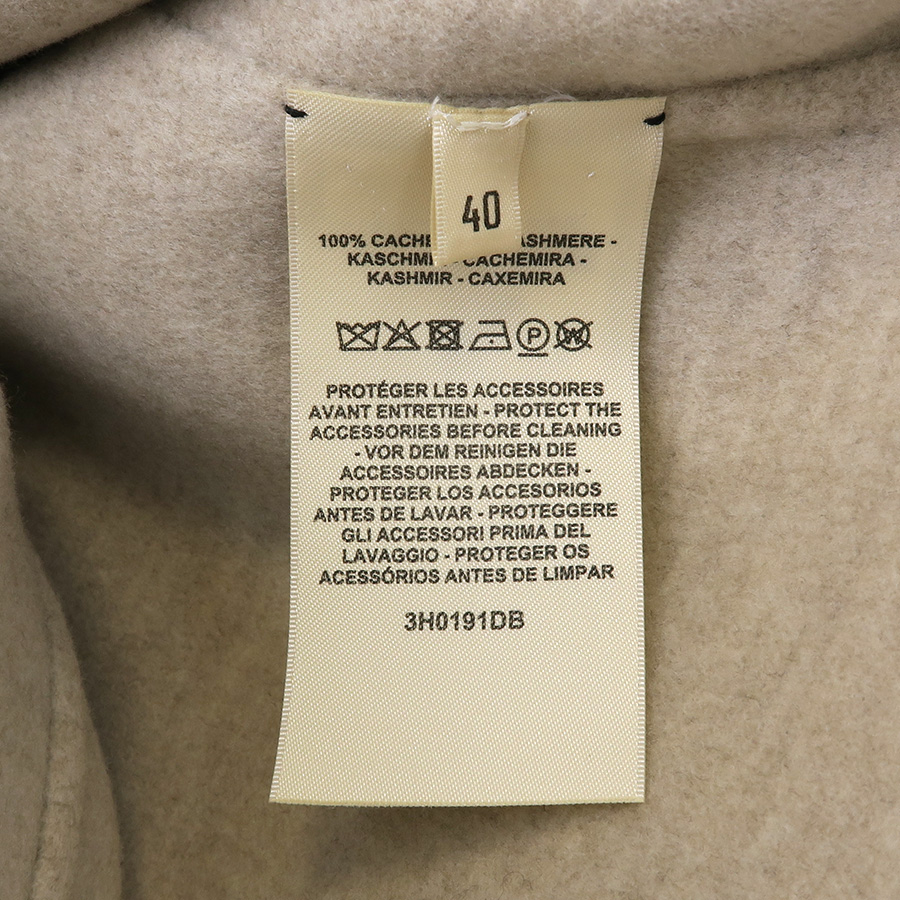 40
100% CACHE ASHMERE -
KASCHMI CACHEMIRA -
KASHMIR - CAXEMIRA
P W
PROTÉGER LES ACCESSOIRES
AVANT ENTRETIEN - PROTECT THE
ACCESSORIES BEFORE CLEANING
- VOR DEM REINIGEN DIE
ACCESSOIRES ABDECKEN -
PROTEGER LOS ACCESORIOS
ANTES DE LAVAR - PROTEGGERE
GLI ACCESSORI PRIMA DEL
LAVAGGIO - PROTEGER OS
ACESSÓRIOS ANTES DE LIMPAR
3H0191DB